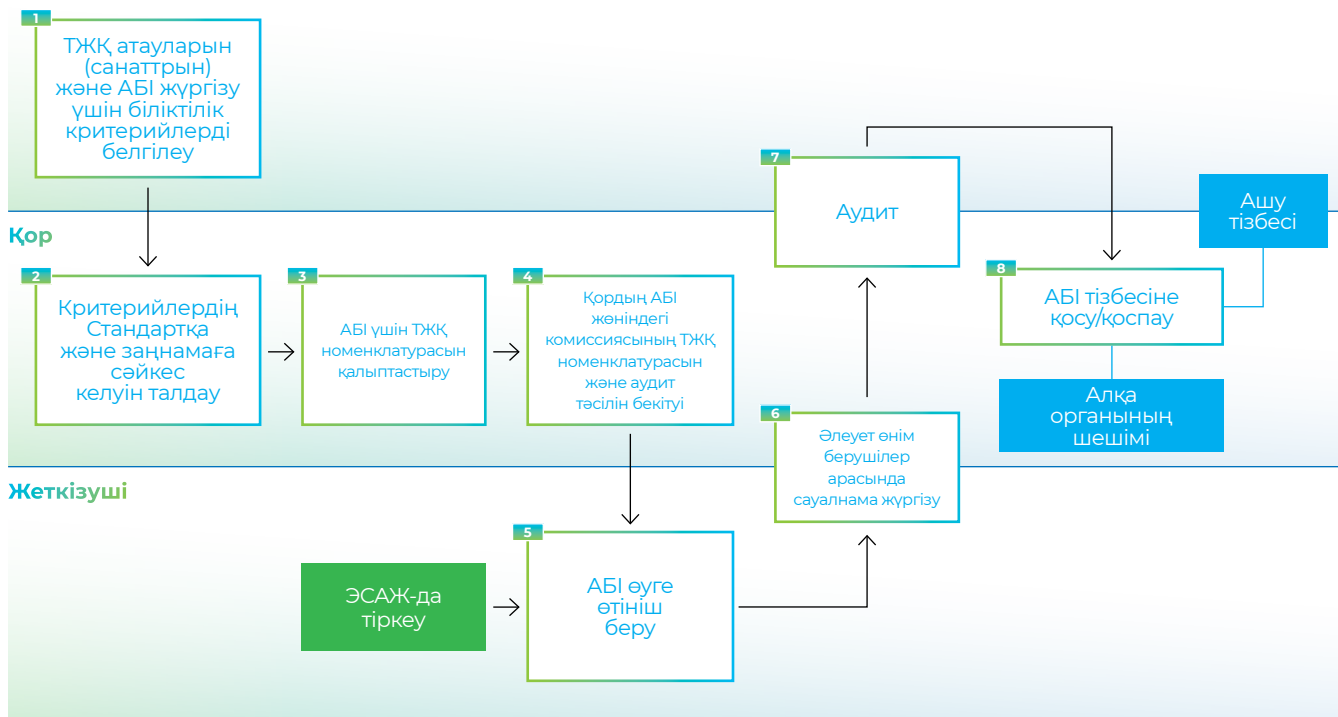 1
ТЖҚ атауларын
(санаттрын)
және АБІ жүргізу
үшін біліктілік
критерийлерді
белгілеу
Қор
2
Критерийлердің
Стандартқа
және заңнамаға
сәйкес
келуін талдау
3
АБІ үшін ТЖҚ
номенклатурасын
қалыптастыру
4
Қордың АБІ
жөніндегі
комиссиясының ТЖҚ
номенклатурасын
және аудит
тәсілін бекітуі
Жеткізуші
ЭСАЖ-да
тіркеу
5
АБІ өуге
өтініш
беру
6
Әлеует өнім
берушілер
арасында
сауалнама жүргізу
7
Аудит
8
АБІ тізбесіне
қосу/қоспау
Ашу
тізбесі
Алқа
органының
шешімі